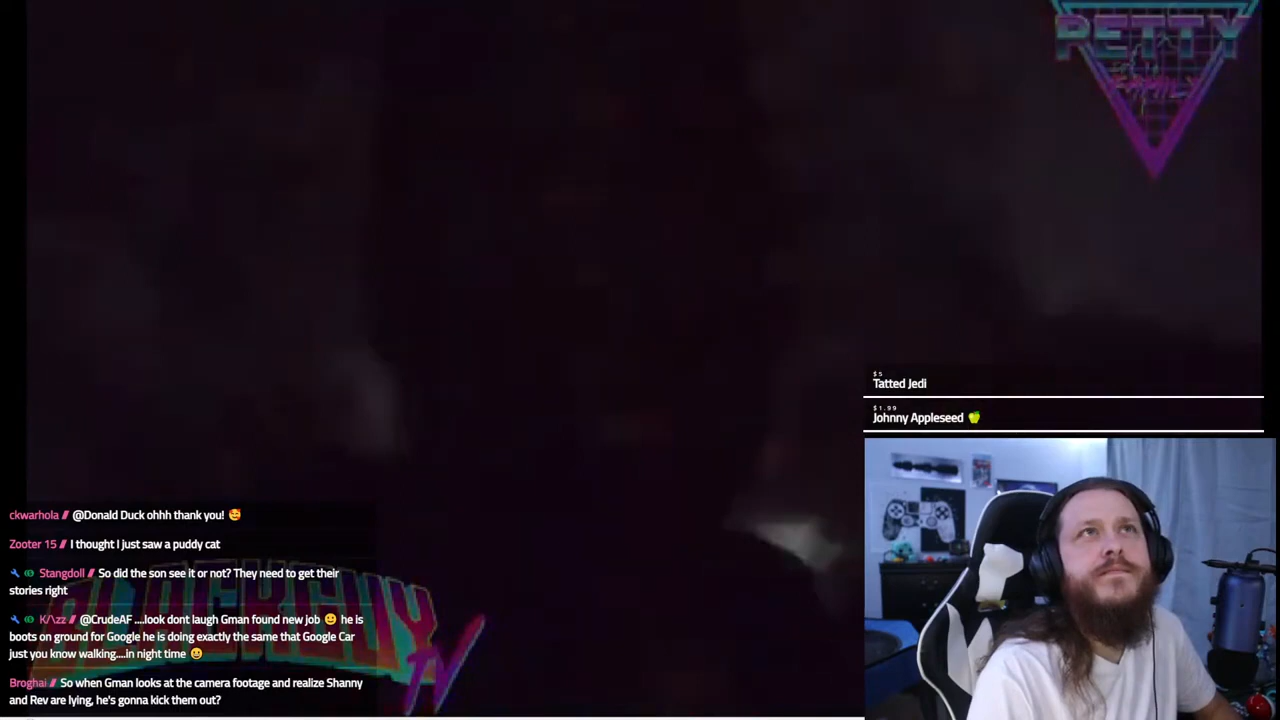 PETTY
FAMILY
$5
Tatted Jedi
$1.99
Johnny Appleseed 🍏
ckwarhola // @Donald Duck ohhh thank you! 🥰
Zooter 15 // I thought I just saw a puddy cat
Stangdoll // So did the son see it or not? They need to get their
stories right
K/\zz // @CrudeAF ....look dont laugh Gman found new job 🙂 he is
boots on ground for Google he is doing exactly the same that Google Car
just you know walking....in night time 😀
Broghai // So when Gman looks at the camera footage and realize Shanny
and Rev are lying, he's gonna kick them out?
TV